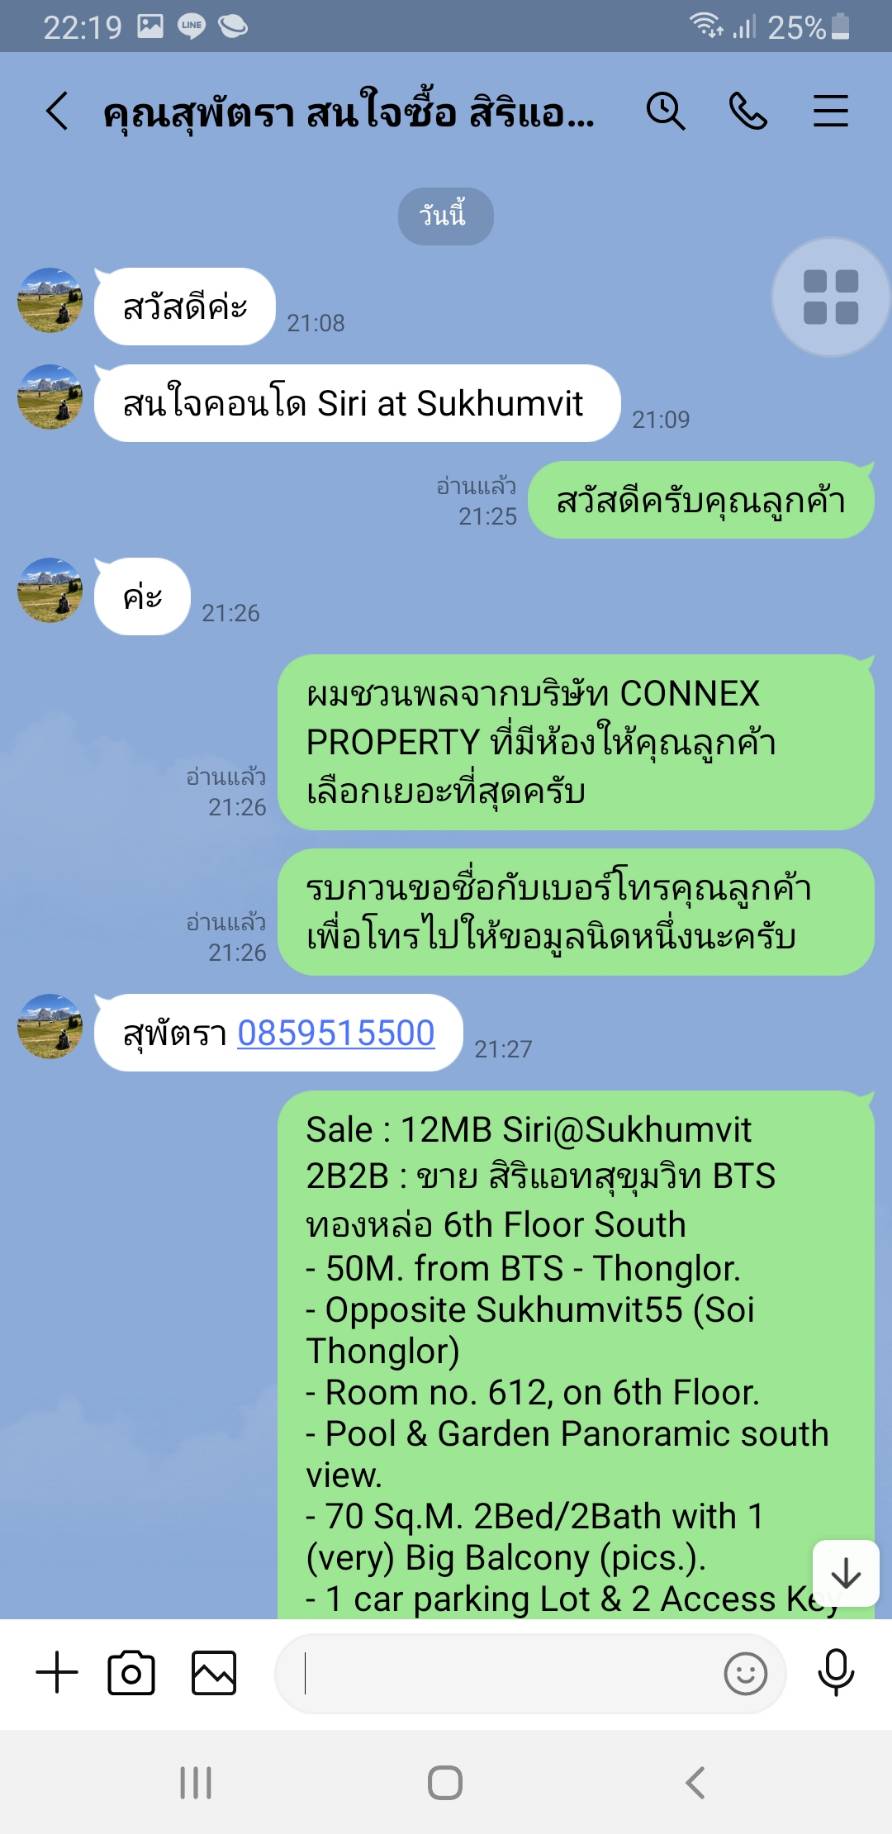 22:19 LINE 25%
คุณสุพัตรา สนใจซื้อ สิริแอ...
วันนี้
สวัสดีค่ะ
21:08
สนใจคอนโด Siri at Sukhumvit
21:09
อ่านแล้ว
21:25
สวัสดีครับคุณลูกค้า
ค่ะ
21:26
ผมชวนพลจากบริษัท CONNEX
PROPERTY ที่มีห้องให้คุณลูกค้า
เลือกเยอะที่สุดครับ
อ่านแล้ว
21:26
รบกวนขอชื่อกับเบอร์โทรคุณลูกค้า
เพื่อโทรไปให้ขอมูลนิดหนึ่งนะครับ
อ่านแล้ว
21:26
สุพัตรา 0859515500
21:27
Sale : 12MB Siri@Sukhumvit
2B2B : ขาย สิริแอทสุขุมวิท BTS
ทองหล่อ 6th Floor South
- 50M. from BTS - Thonglor.
- Opposite Sukhumvit55 (Soi
Thonglor)
- Room no. 612, on 6th Floor.
- Pool & Garden Panoramic south
view.
- 70 Sq.M. 2Bed/2Bath with 1
(very) Big Balcony (pics.).
- 1 car parking Lot & 2 Access Key